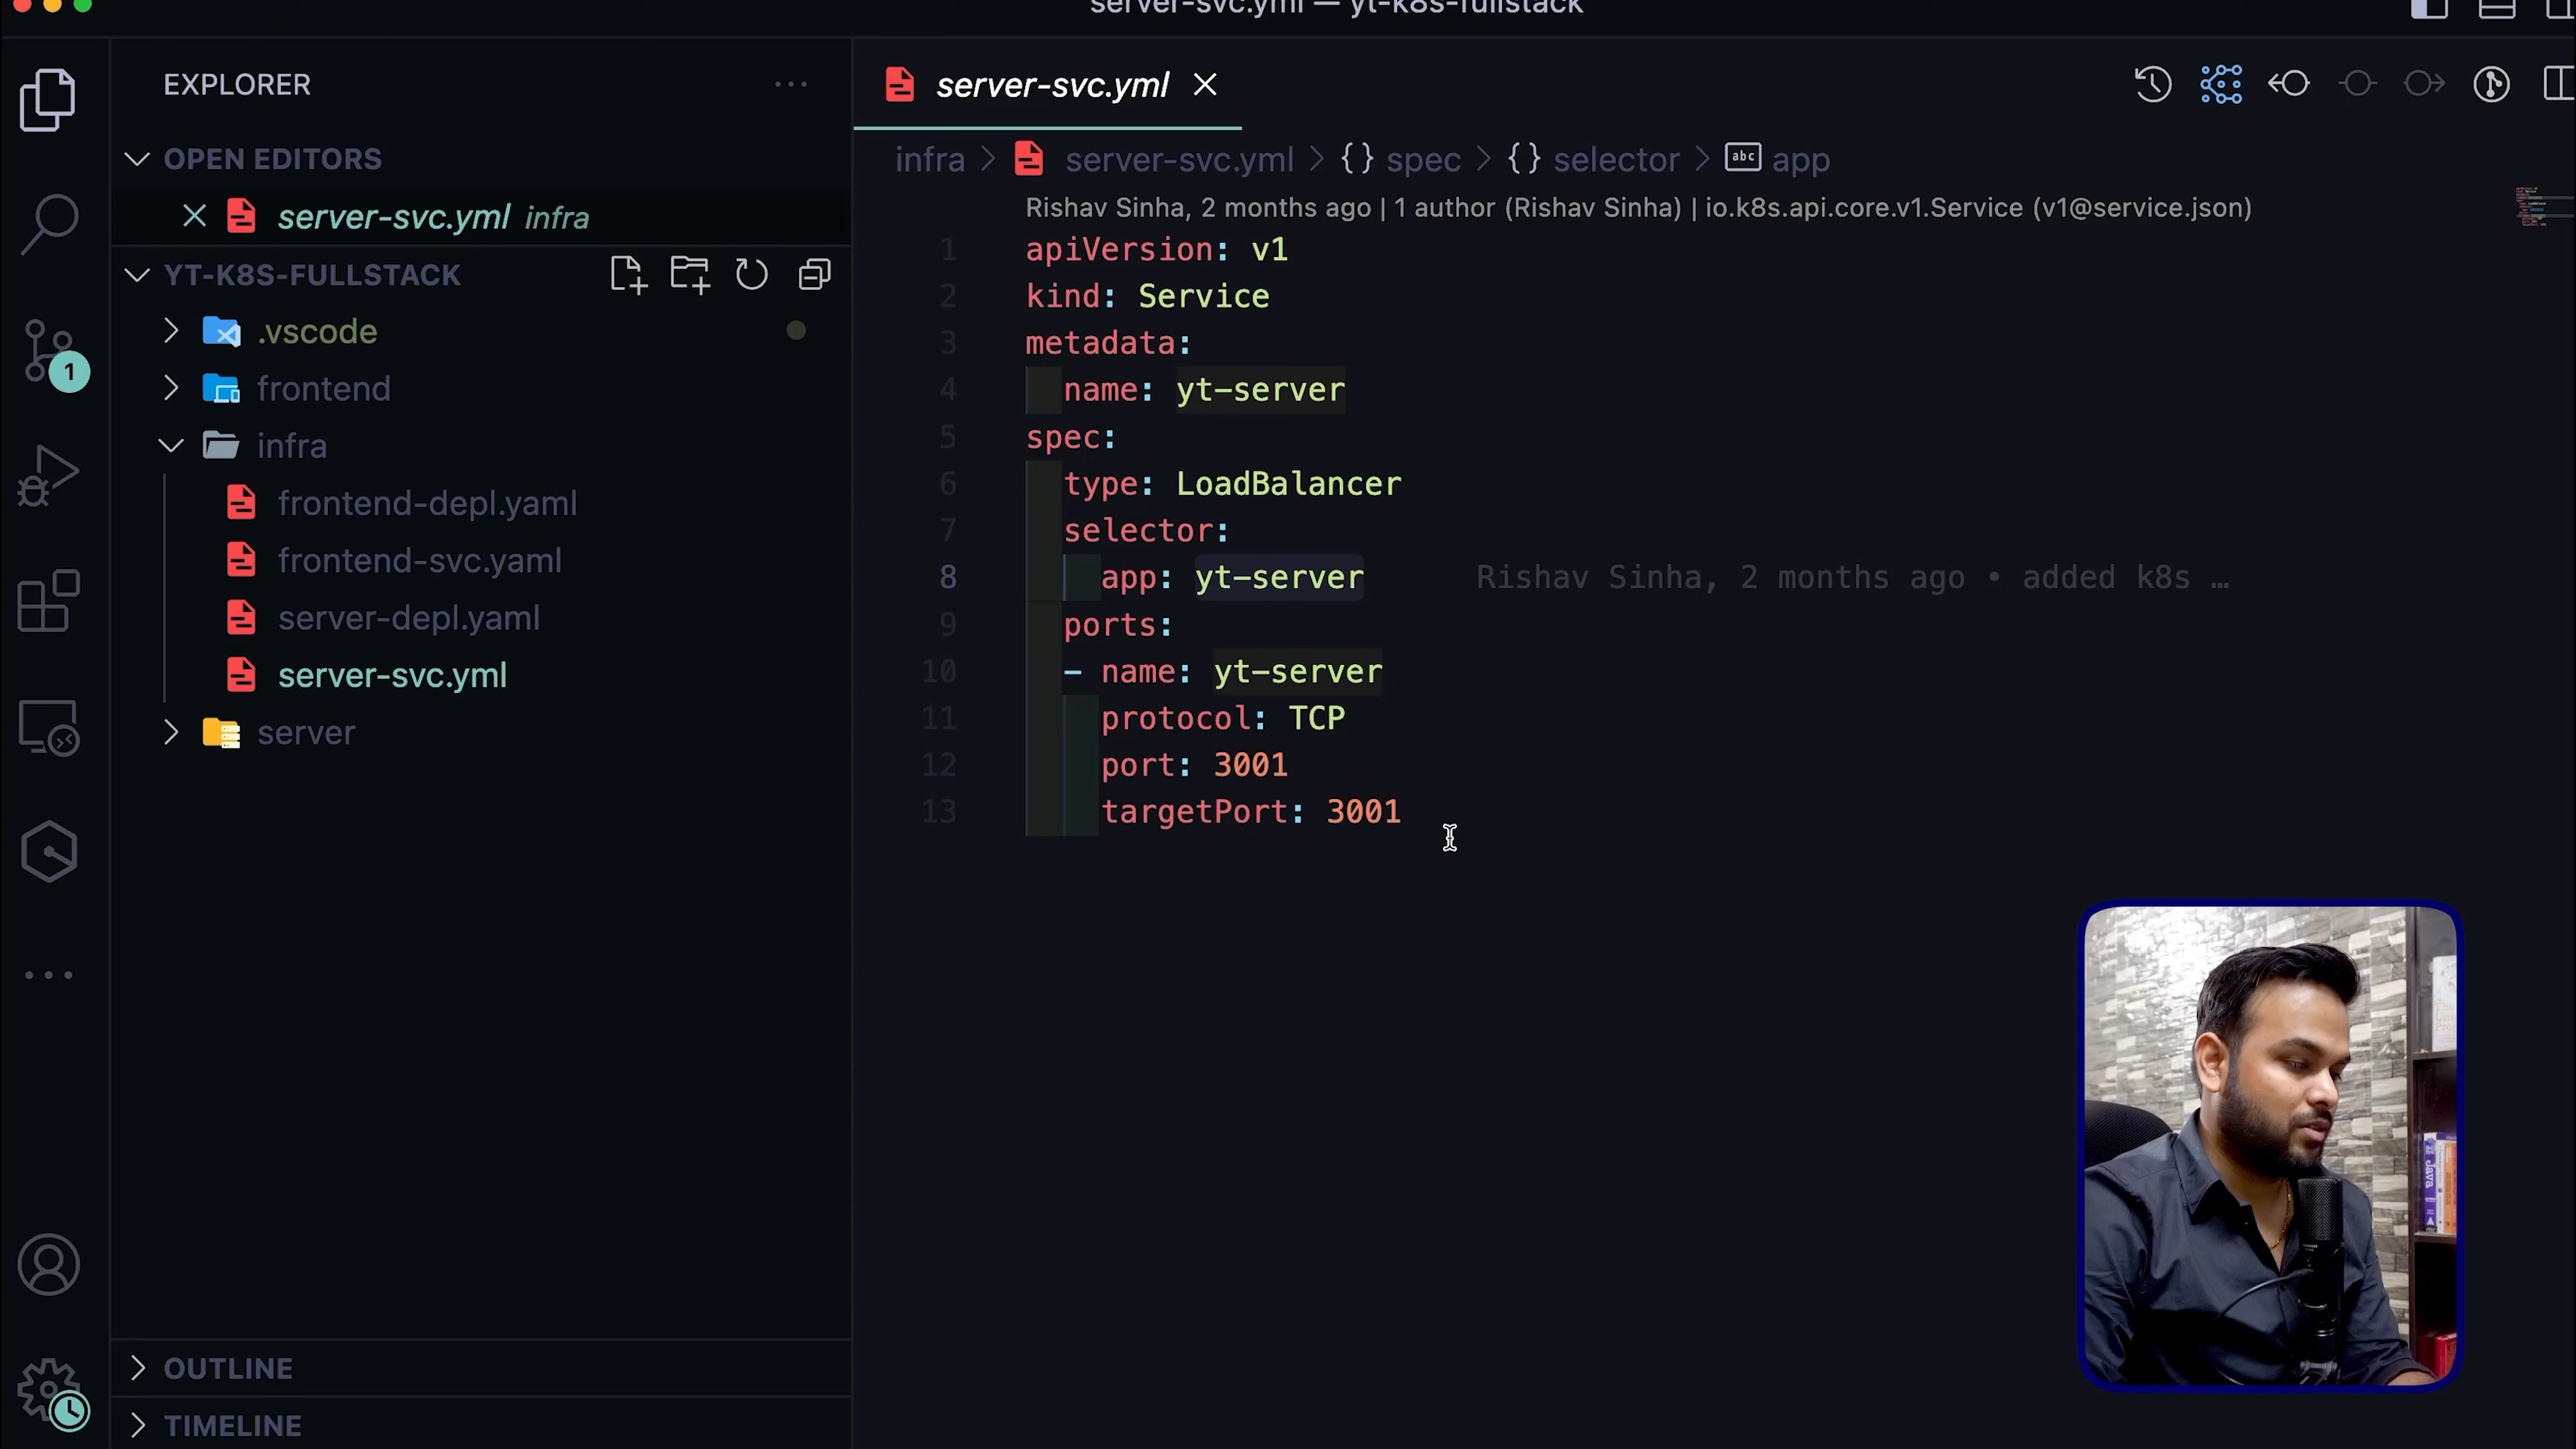 server-svc.yml — yt-k8s-fullstack
EXPLORER
OPEN EDITORS
server-svc.yml infra
YT-K8S-FULLSTACK
.vscode
frontend
infra
frontend-depl.yaml
frontend-svc.yaml
server-depl.yaml
server-svc.yml
server
OUTLINE
TIMELINE
1
server-svc.yml
infra > server-svc.yml > {} spec > {} selector > abc app
Rishav Sinha, 2 months ago | 1 author (Rishav Sinha) | io.k8s.api.core.v1.Service (v1@service.json)
1 apiVersion: v1
2 kind: Service
3 metadata:
4 name: yt-server
5 spec:
6 type: LoadBalancer
7 selector:
8 app: yt-server Rishav Sinha, 2 months ago • added k8s …
9 ports:
10 - name: yt-server
11 protocol: TCP
12 port: 3001
13 targetPort: 3001
Java